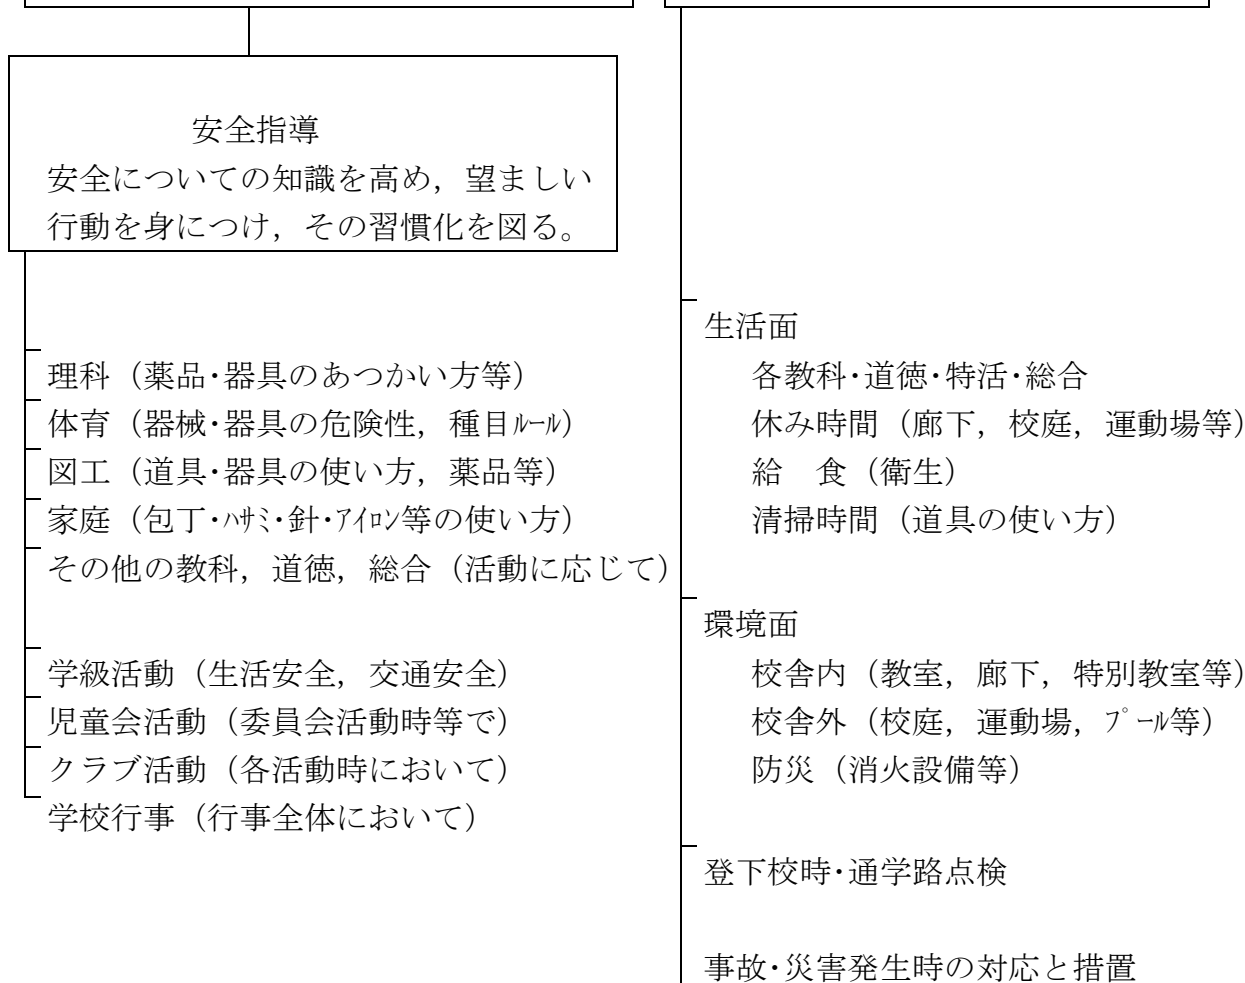 安全指導
安全についての知識を高め，望ましい
行動を身につけ，その習慣化を図る。
理科（薬品･器具のあつかい方等）
体育（器械･器具の危険性，種目ﾙｰﾙ）
図工（道具･器具の使い方，薬品等）
家庭（包丁･ﾊｻﾐ･針･ｱｲﾛﾝ等の使い方）
その他の教科，道徳，総合（活動に応じて）
学級活動（生活安全，交通安全）
児童会活動（委員会活動時等で）
クラブ活動（各活動時において）
学校行事（行事全体において）
生活面
各教科･道徳･特活･総合
休み時間（廊下，校庭，運動場等）
給　食（衛生）
清掃時間（道具の使い方）
環境面
校舎内（教室，廊下，特別教室等）
校舎外（校庭，運動場，ﾌﾟｰﾙ等）
防災（消火設備等）
登下校時･通学路点検
事故･災害発生時の対応と措置